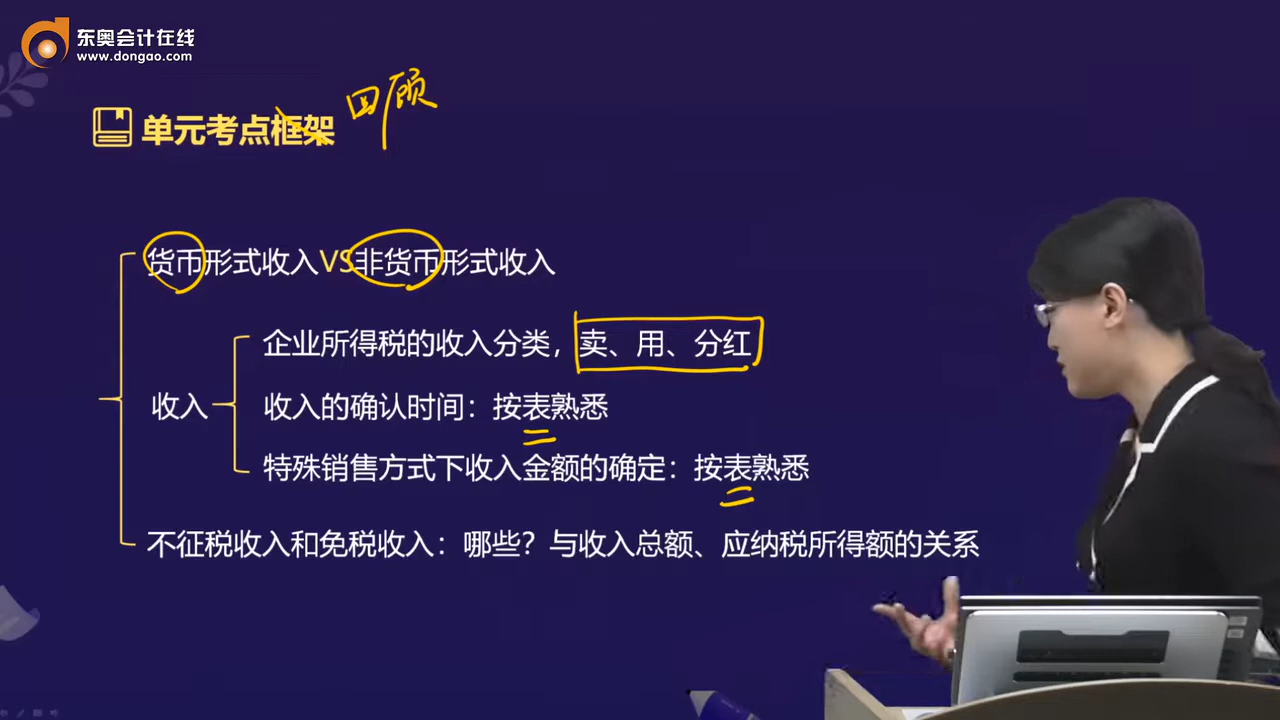 东奥会计在线
www.dongao.com
单元考点框架 回顾
货币形式收入VS非货币形式收入
企业所得税的收入分类，卖、用、分红
收入
收入的确认时间：按表熟悉
特殊销售方式下收入金额的确定：按表熟悉
不征税收入和免税收入：哪些？与收入总额、应纳税所得额的关系